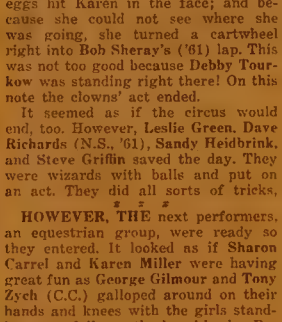 eggs hit Karen in the face; and be-
cause she could not see where she
was going, she turned a cartwheel
right into Bob Sheray's ('61) lap. This
was not too good because Debby Tour-
kow was standing right there! On this
note the clowns' act ended.
It seemed as if the circus would
end, too. However, Leslie Green, Dave
Richards (N.S., '61), Sandy Heidbrink,
and Steve Griffin saved the day. They
were wizards with balls and put on
an act. They did all sorts of tricks,
* * *
HOWEVER, THE next performers,
an equestrian group, were ready so
they entered. It looked as if Sharon
Carrel and Karen Miller were having
great fun as George Gilmour and Tony
Zych (C.C.) galloped around on their
hands and knees with the girls stand-